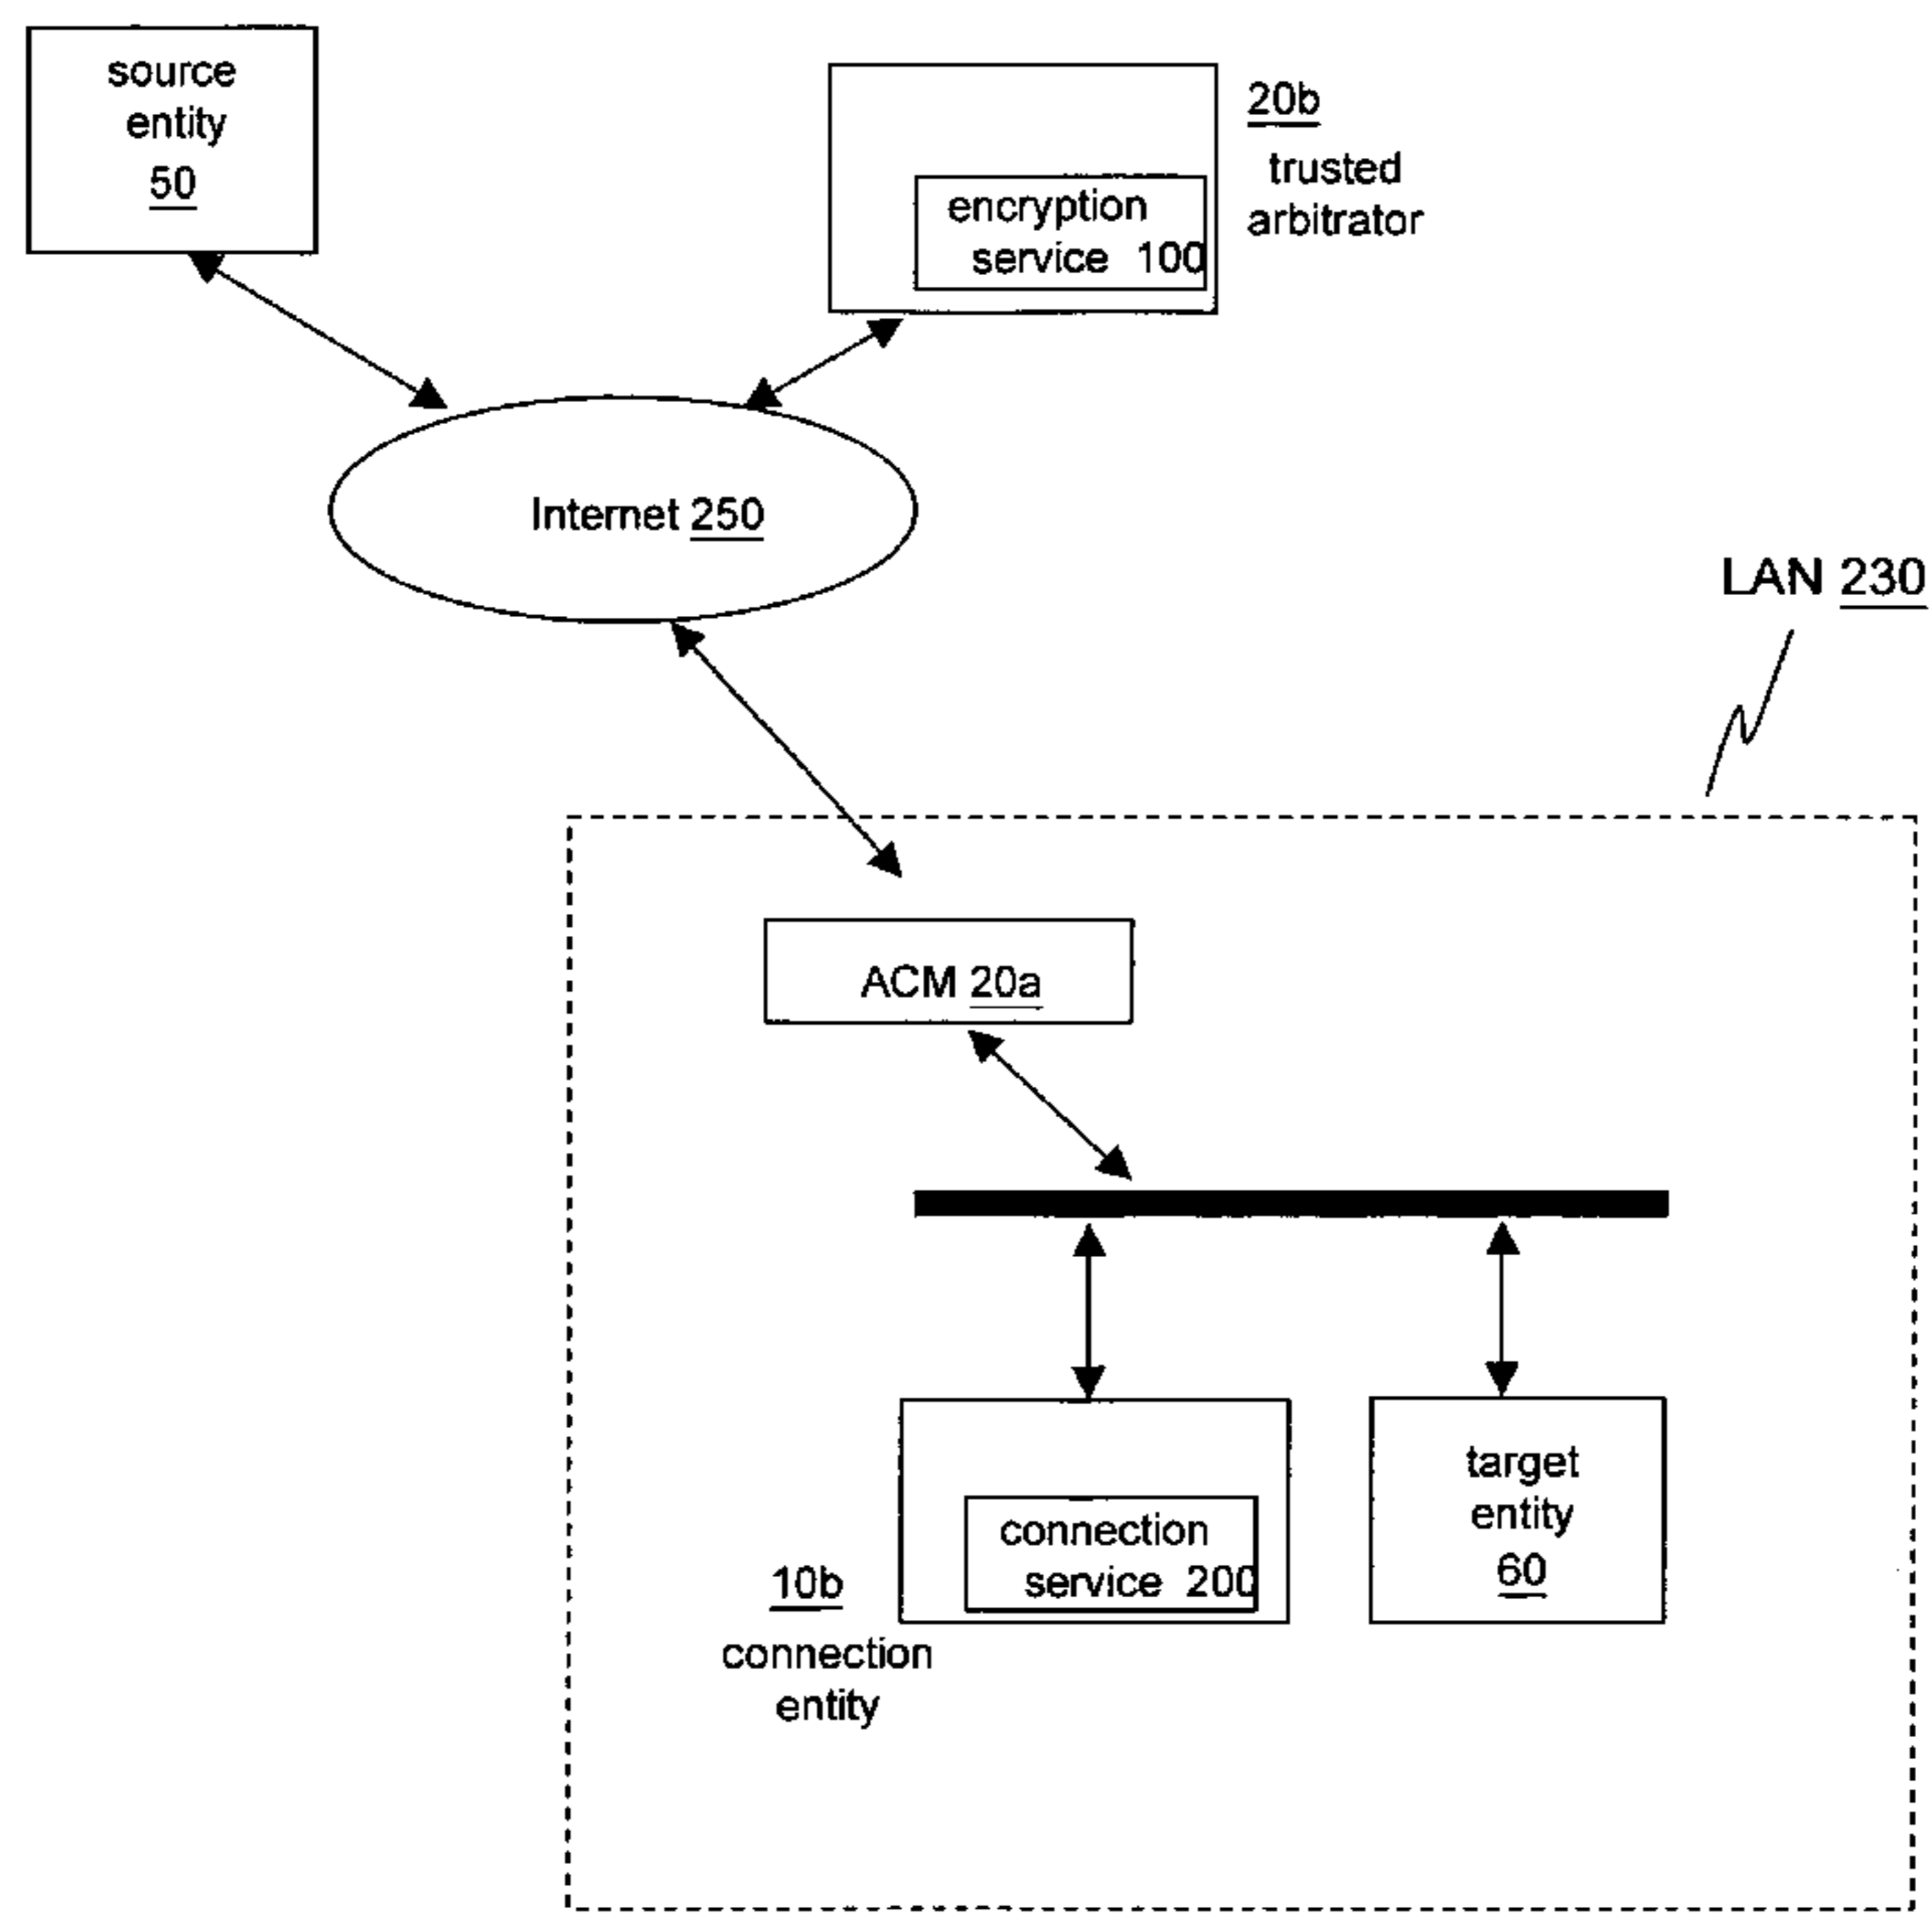 source
entity
50
20b
trusted
arbitrator
encryption
service 100
Internet 250
LAN 230
ACM 20a
connection
service 200
10b
connection
entity
target
entity
60